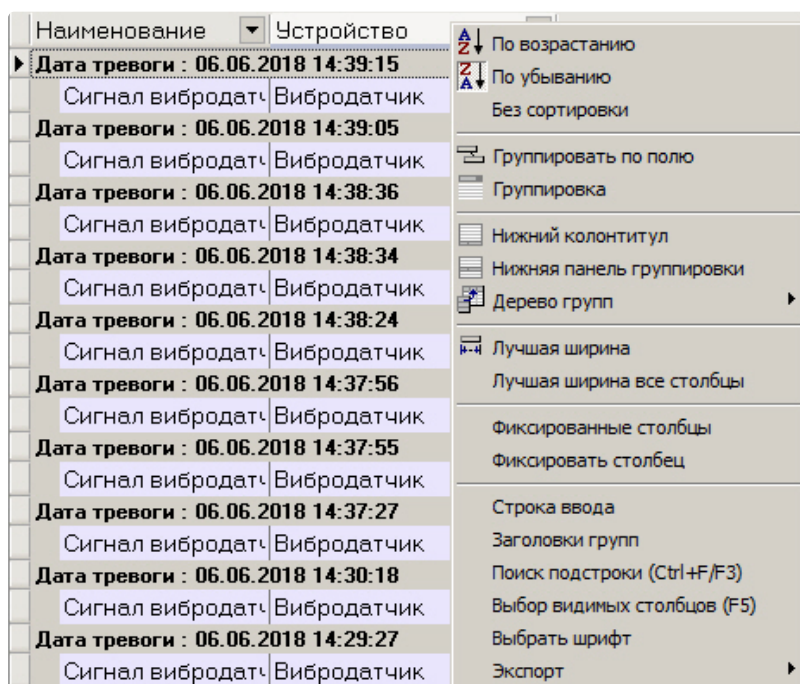 Наименование Устройство
Дата тревоги : 06.06.2018 14:39:15
Сигнал вибродатч Вибродатчик
Дата тревоги : 06.06.2018 14:39:05
Сигнал вибродатч Вибродатчик
Дата тревоги : 06.06.2018 14:38:36
Сигнал вибродатч Вибродатчик
Дата тревоги : 06.06.2018 14:38:34
Сигнал вибродатч Вибродатчик
Дата тревоги : 06.06.2018 14:38:24
Сигнал вибродатч Вибродатчик
Дата тревоги : 06.06.2018 14:37:56
Сигнал вибродатч Вибродатчик
Дата тревоги : 06.06.2018 14:37:55
Сигнал вибродатч Вибродатчик
Дата тревоги : 06.06.2018 14:37:27
Сигнал вибродатч Вибродатчик
Дата тревоги : 06.06.2018 14:30:18
Сигнал вибродатч Вибродатчик
Дата тревоги : 06.06.2018 14:29:27
Сигнал вибродатч Вибродатчик
По возрастанию
По убыванию
Без сортировки
Группировать по полю
Группировка
Нижний колонтитул
Нижняя панель группировки
Дерево групп
Лучшая ширина
Лучшая ширина все столбцы
Фиксированные столбцы
Фиксировать столбец
Строка ввода
Заголовки групп
Поиск подстроки (Ctrl+F/F3)
Выбор видимых столбцов (F5)
Выбрать шрифт
Экспорт